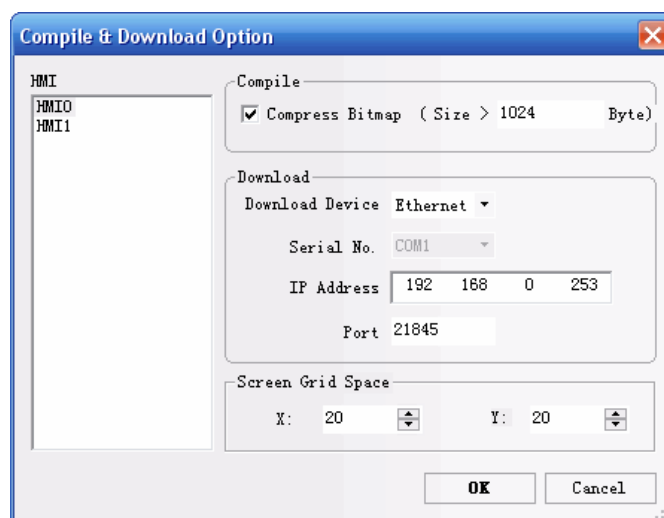 Compile & Download Option
HMI
HMI0
HMI1
Compile
Compress Bitmap ( Size > 1024 Byte)
Download
Download Device Ethernet
Serial No. COM1
IP Address 192 168 0 253
Port 21845
Screen Grid Space
X: 20 Y: 20
OK Cancel